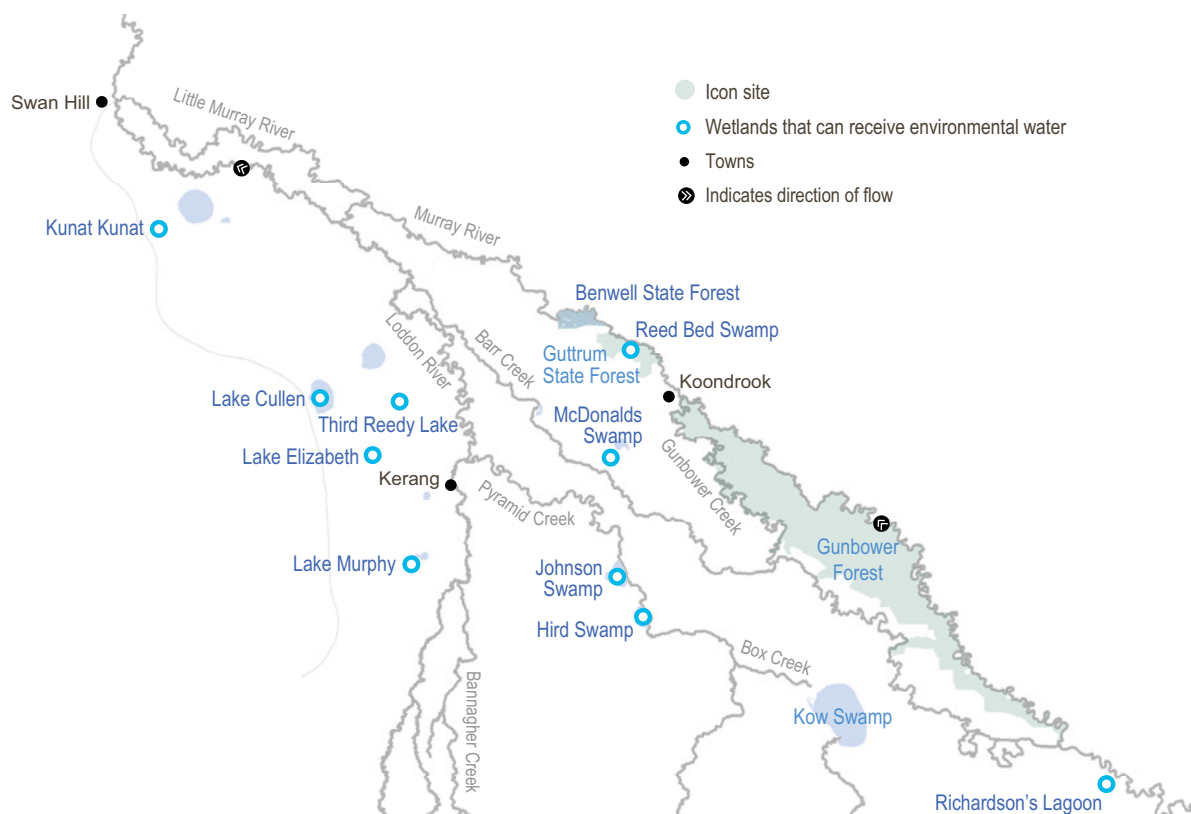 Swan Hill
Little Murray River
Icon site
Wetlands that can receive environmental water
Towns
Indicates direction of flow
Kunat Kunat
Murray River
Benwell State Forest
Reed Bed Swamp
Guttrum
State Forest
Loddon River
Barr Creek
Koondrook
Lake Cullen
Third Reedy Lake
McDonalds
Swamp
Lake Elizabeth
Kerang
Pyramid Creek
Gunbower Creek
Gunbower
Forest
Lake Murphy
Johnson
Swamp
Hird Swamp
Box Creek
Bannagher Creek
Kow Swamp
Richardson's Lagoon